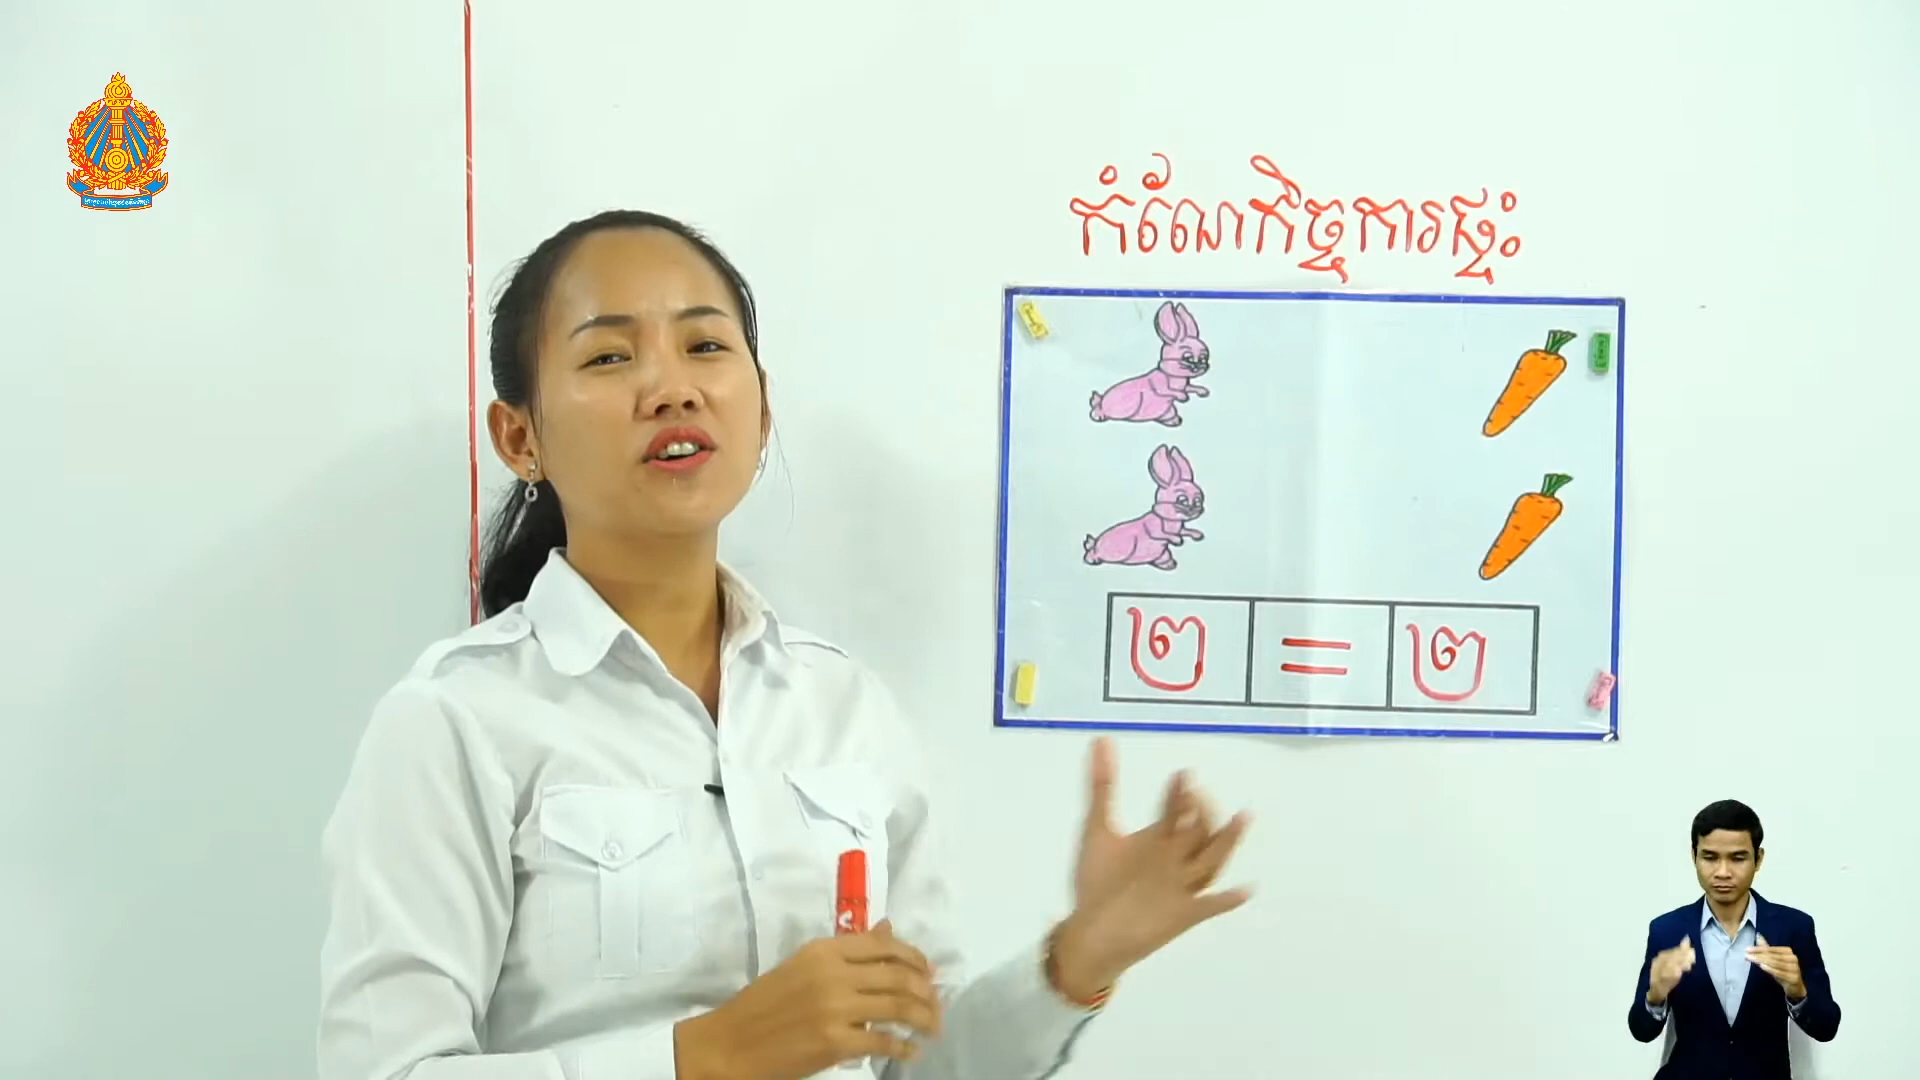 កំណែកិច្ចការផ្ទះ
២ = ២